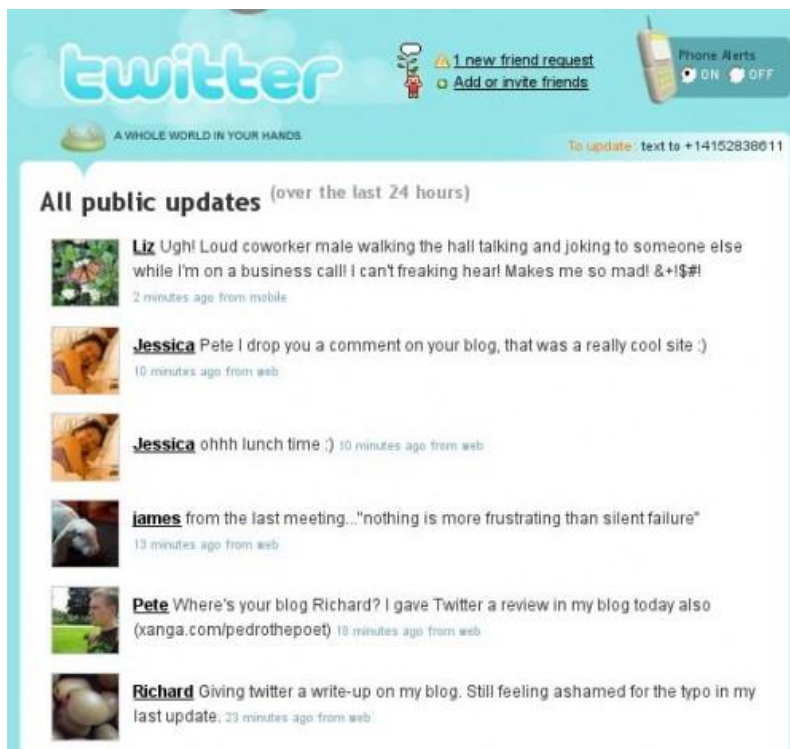 twitter
1 new friend request
Add or invite friends
Phone Alerts
ON OFF
A WHOLE WORLD IN YOUR HANDS
To update: text to +14152838611
All public updates (over the last 24 hours)
Liz Ugh! Loud coworker male walking the hall talking and joking to someone else
while I'm on a business call! I can't freaking hear! Makes me so mad! &+!$#!
2 minutes ago from mobile
Jessica Pete I drop you a comment on your blog, that was a really cool site :)
10 minutes ago from web
Jessica ohhh lunch time :) 10 minutes ago from web
james from the last meeting..."nothing is more frustrating than silent failure"
13 minutes ago from web
Pete Where's your blog Richard? I gave Twitter a review in my blog today also
(xanga.com/pedrothepoet) 18 minutes ago from web
Richard Giving twitter a write-up on my blog. Still feeling ashamed for the typo in my
last update. 23 minutes ago from web